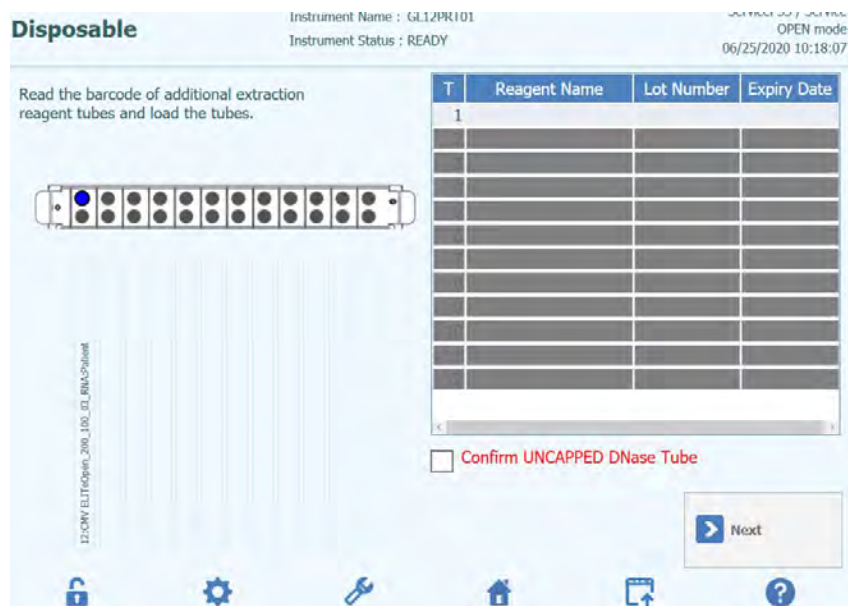 Disposable
Instrument Name : GL12PRT01
Instrument Status : READY
OPEN mode
06/25/2020 10:18:07
Read the barcode of additional extraction
reagent tubes and load the tubes.
T Reagent Name Lot Number Expiry Date
1
12:CMV ELITeOpen_200_100_03_RNA:Patient
Confirm UNCAPPED DNase Tube
Next